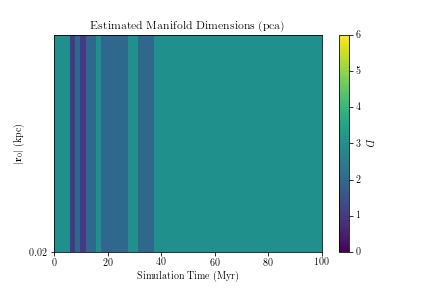 Estimated Manifold Dimensions (pca)
6
5
4
3
2
1
0
D
|r₀| (kpc)
0.02
0 20 40 60 80 100
Simulation Time (Myr)